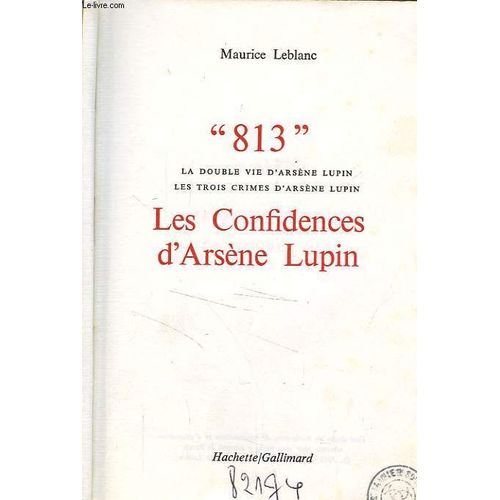 Le-livre.com
Maurice Leblanc
“813”
LA DOUBLE VIE D'ARSÈNE LUPIN
LES TROIS CRIMES D'ARSÈNE LUPIN
Les Confidences
d'Arsène Lupin
Hachette/Gallimard